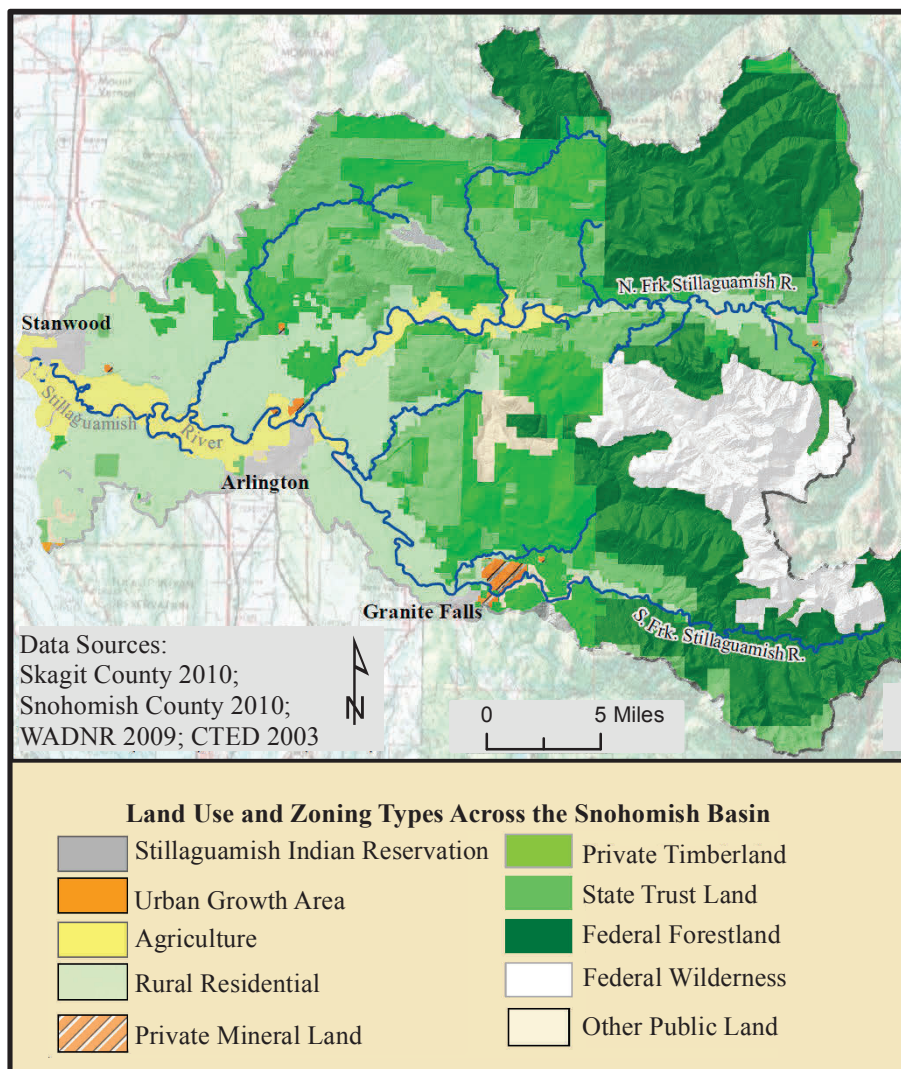 Stanwood
Stillaguamish
River
Arlington
N. Frk Stillaguamish R.
Granite Falls
S. Frk. Stillaguamish R.
Data Sources:
Skagit County 2010;
Snohomish County 2010;
WADNR 2009; CTED 2003
N
0 5 Miles
Land Use and Zoning Types Across the Snohomish Basin
Stillaguamish Indian Reservation
Urban Growth Area
Agriculture
Rural Residential
Private Mineral Land
Private Timberland
State Trust Land
Federal Forestland
Federal Wilderness
Other Public Land